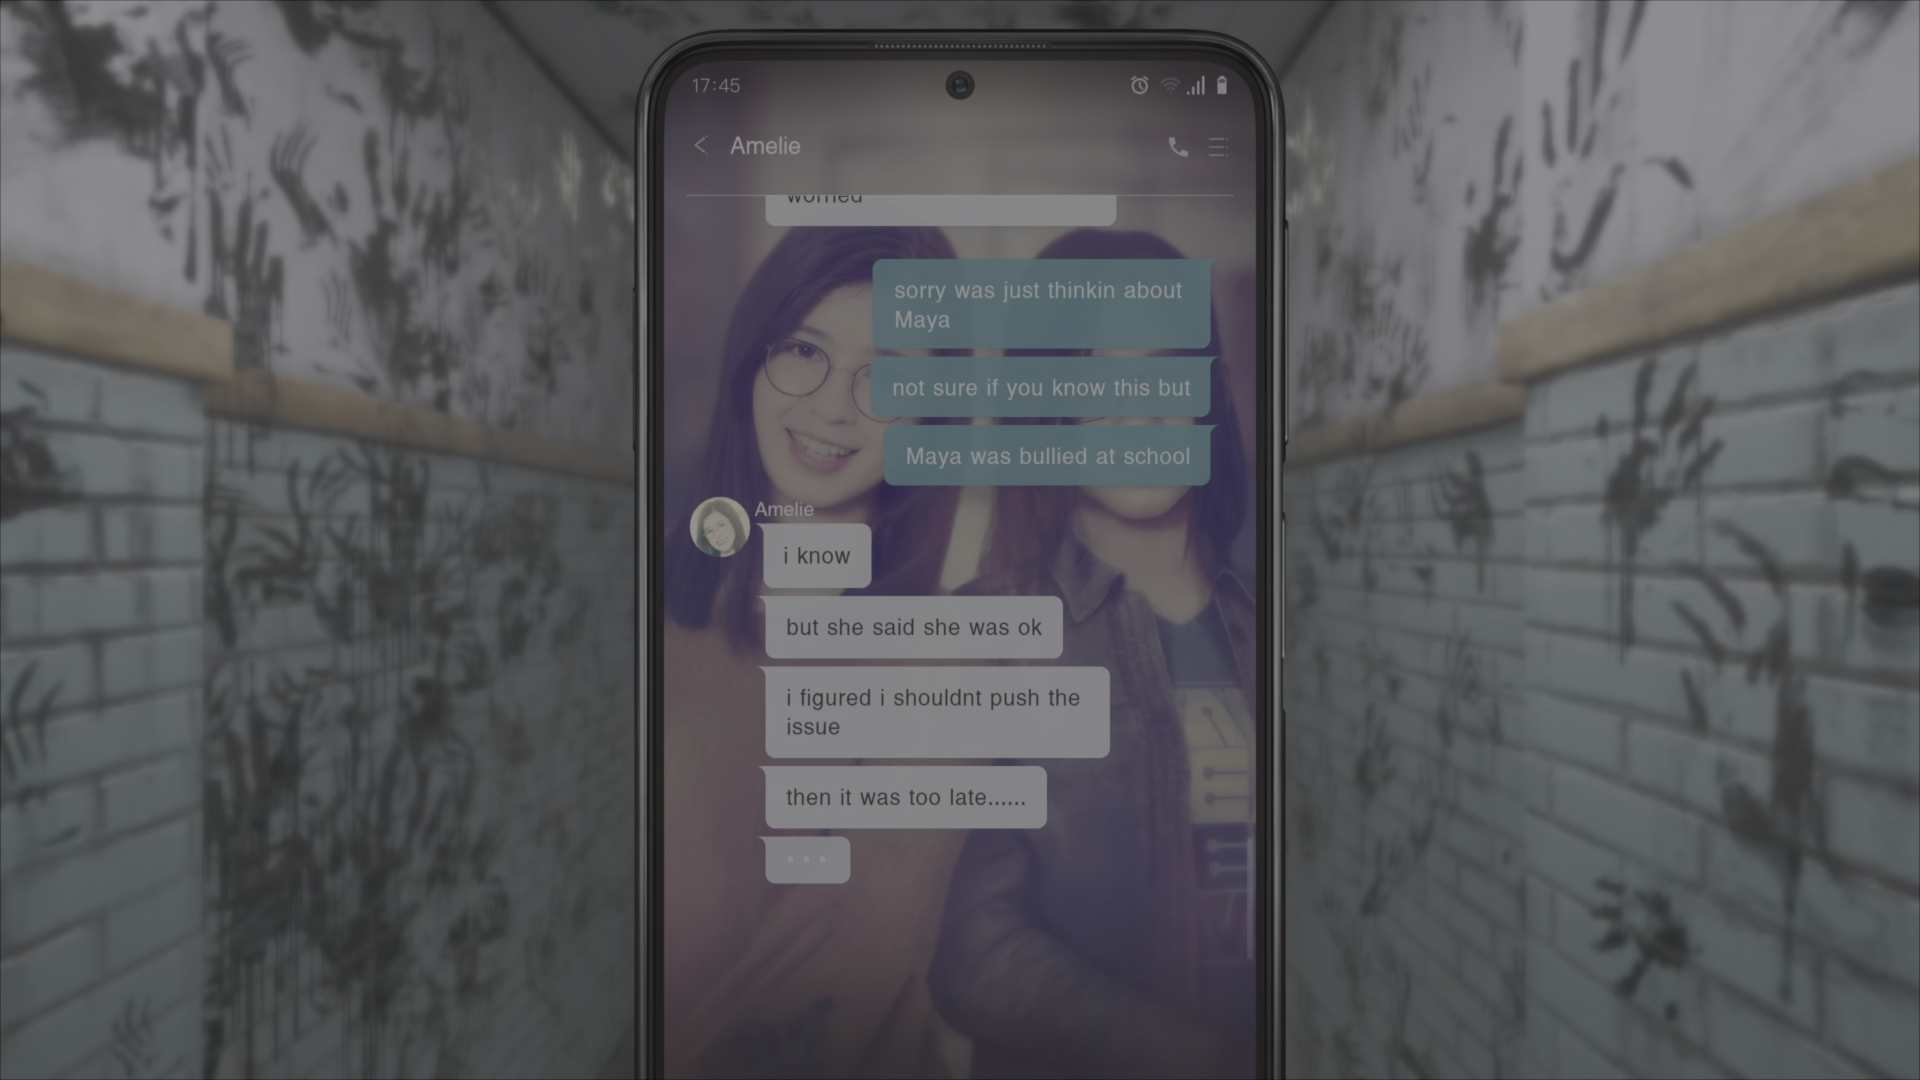 17:45
Amelie
worried
sorry was just thinkin about
Maya
not sure if you know this but
Maya was bullied at school
Amelie
i know
but she said she was ok
i figured i shouldnt push the
issue
then it was too late......